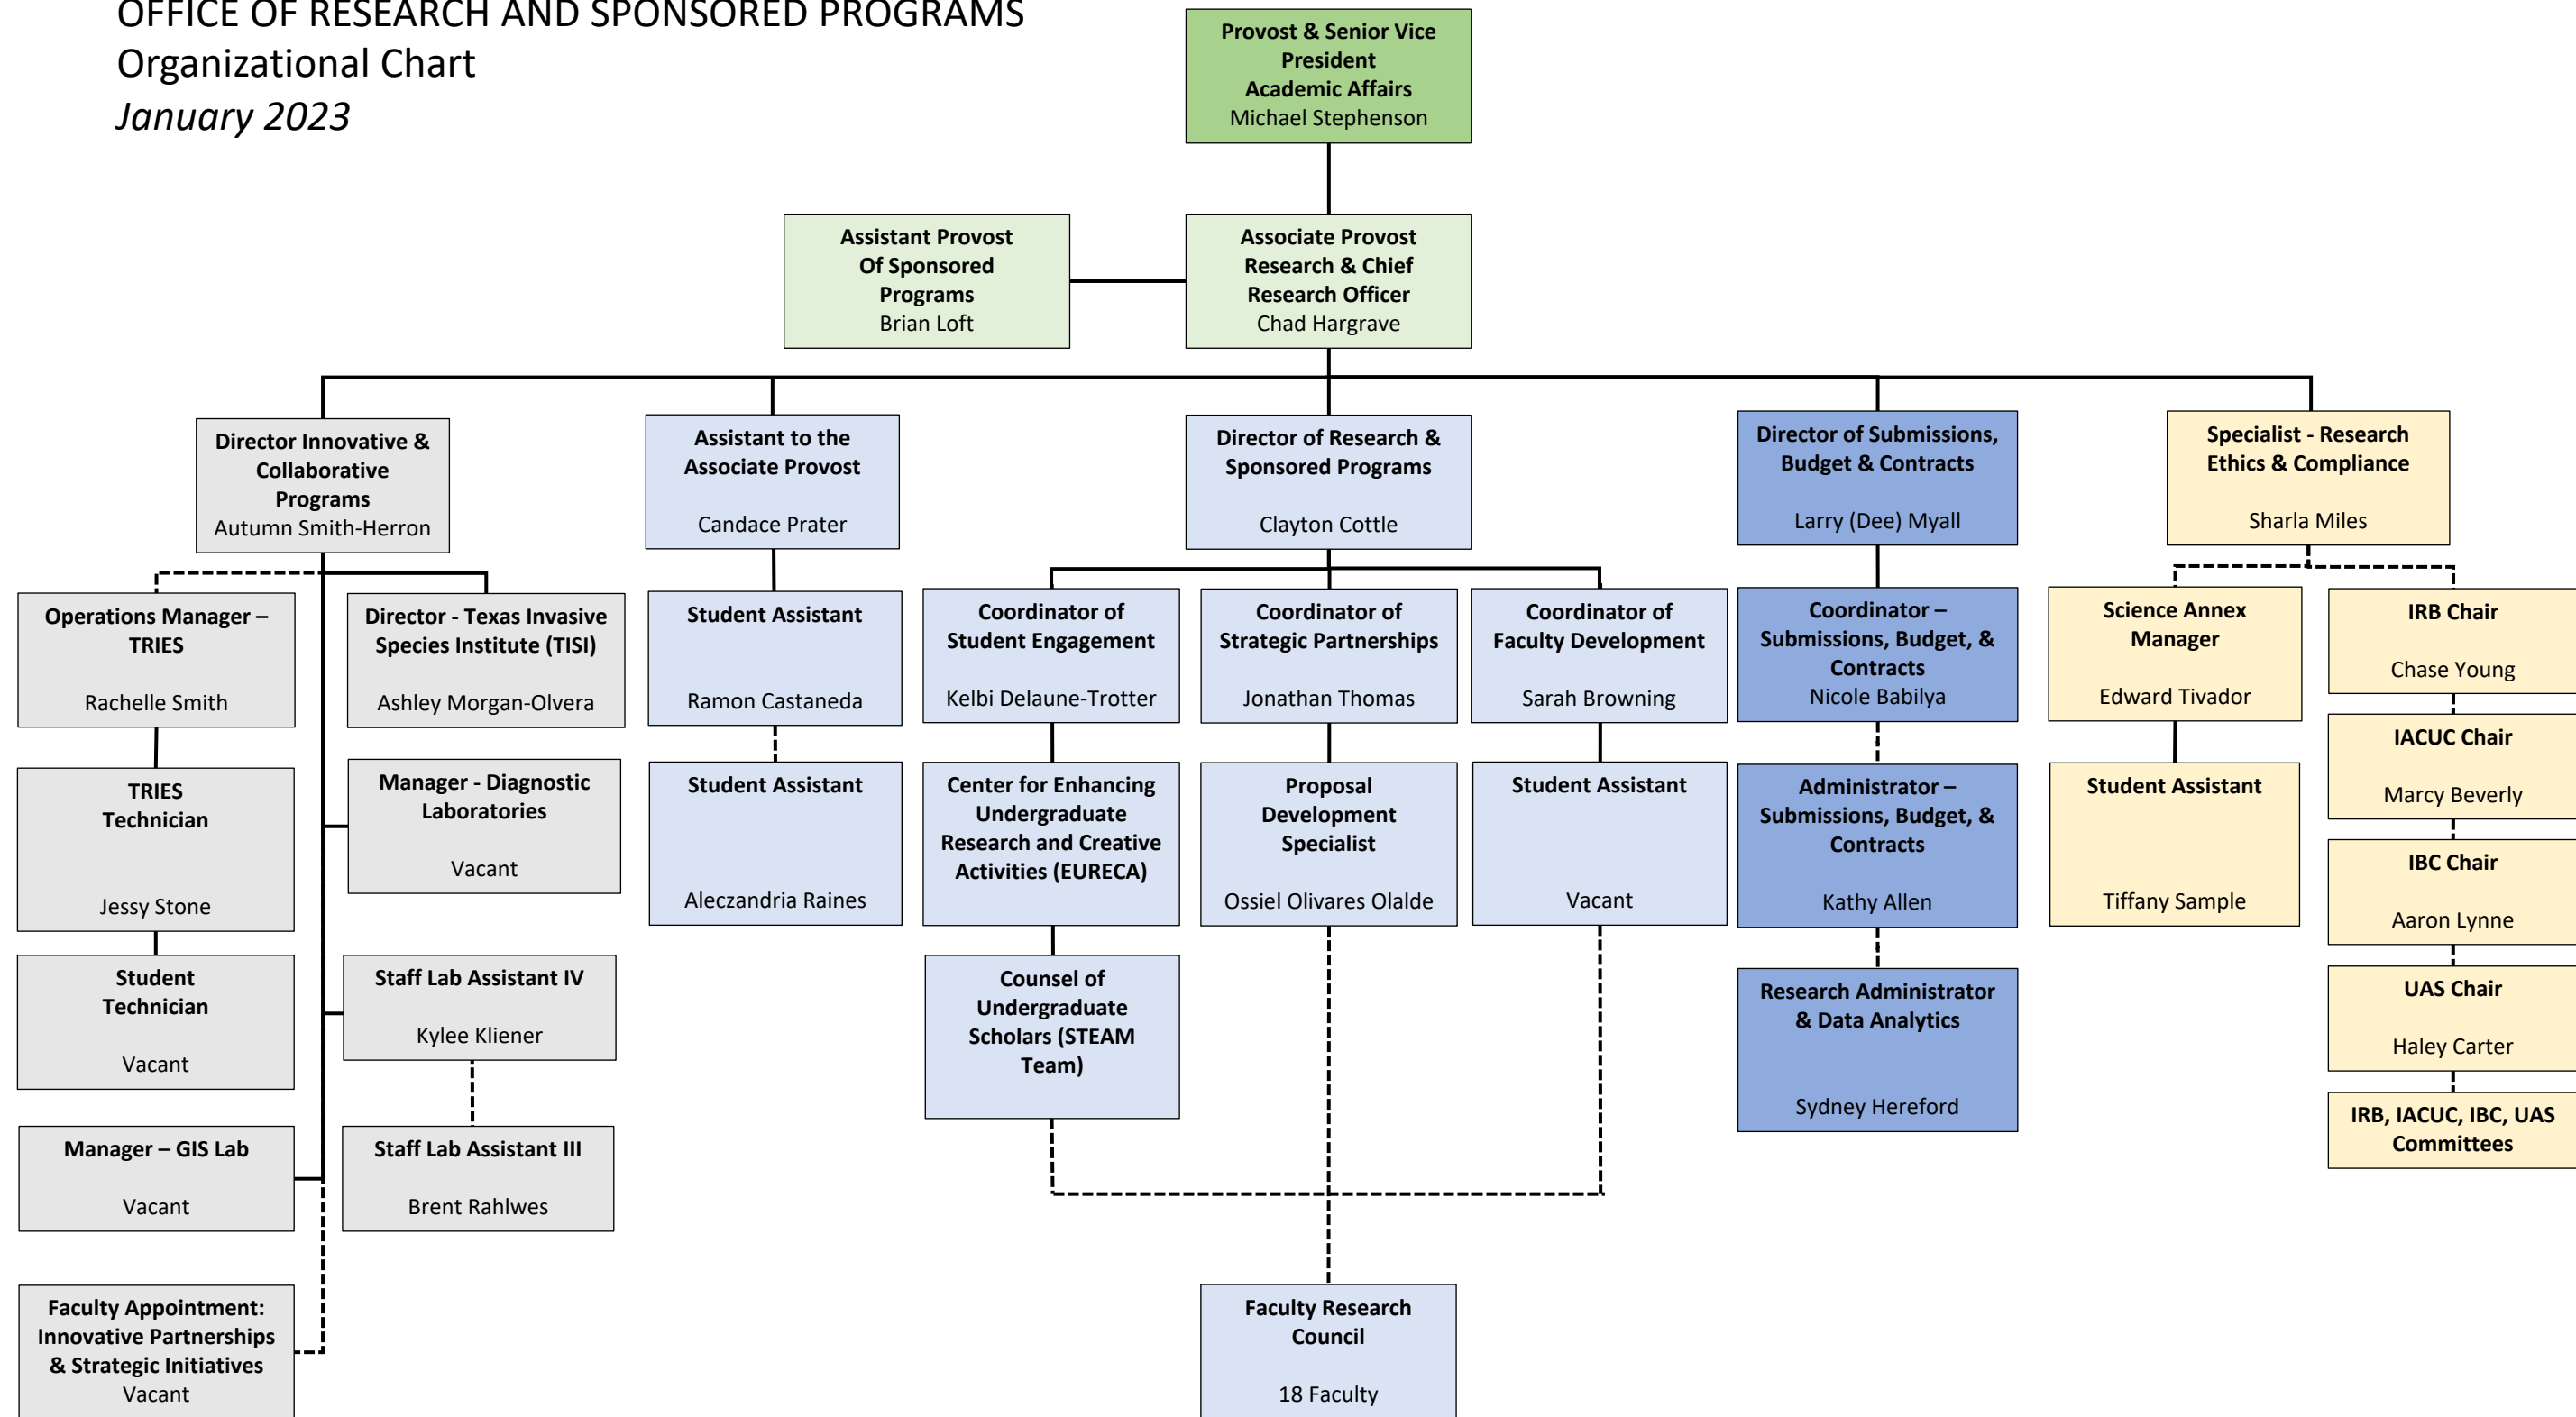 OFFICE OF RESEARCH AND SPONSORED PROGRAMS
Organizational Chart
January 2023
Provost & Senior Vice
President
Academic Affairs
Michael Stephenson
Assistant Provost
Of Sponsored
Programs
Brian Loft
Associate Provost
Research & Chief
Research Officer
Chad Hargrave
Director Innovative &
Collaborative
Programs
Autumn Smith-Herron
Assistant to the
Associate Provost
Candace Prater
Director of Research &
Sponsored Programs
Clayton Cottle
Director of Submissions,
Budget & Contracts
Larry (Dee) Myall
Specialist - Research
Ethics & Compliance
Sharla Miles
Operations Manager –
TRIES
Rachelle Smith
Director - Texas Invasive
Species Institute (TISI)
Ashley Morgan-Olvera
Student Assistant
Ramon Castaneda
Coordinator of
Student Engagement
Kelbi Delaune-Trotter
Coordinator of
Strategic Partnerships
Jonathan Thomas
Coordinator of
Faculty Development
Sarah Browning
Coordinator –
Submissions, Budget, &
Contracts
Nicole Babilya
Science Annex
Manager
Edward Tivador
IRB Chair
Chase Young
IACUC Chair
Marcy Beverly
TRIES
Technician
Jessy Stone
Manager - Diagnostic
Laboratories
Vacant
Student Assistant
Aleczandria Raines
Center for Enhancing
Undergraduate
Research and Creative
Activities (EURECA)
Proposal
Development
Specialist
Ossiel Olivares Olalde
Student Assistant
Vacant
Administrator –
Submissions, Budget, &
Contracts
Kathy Allen
Student Assistant
Tiffany Sample
IBC Chair
Aaron Lynne
Student
Technician
Vacant
Staff Lab Assistant IV
Kylee Kliener
Counsel of
Undergraduate
Scholars (STEAM
Team)
Research Administrator
& Data Analytics
Sydney Hereford
UAS Chair
Haley Carter
IRB, IACUC, IBC, UAS
Committees
Manager – GIS Lab
Vacant
Staff Lab Assistant III
Brent Rahlwes
Faculty Appointment:
Innovative Partnerships
& Strategic Initiatives
Vacant
Faculty Research
Council
18 Faculty